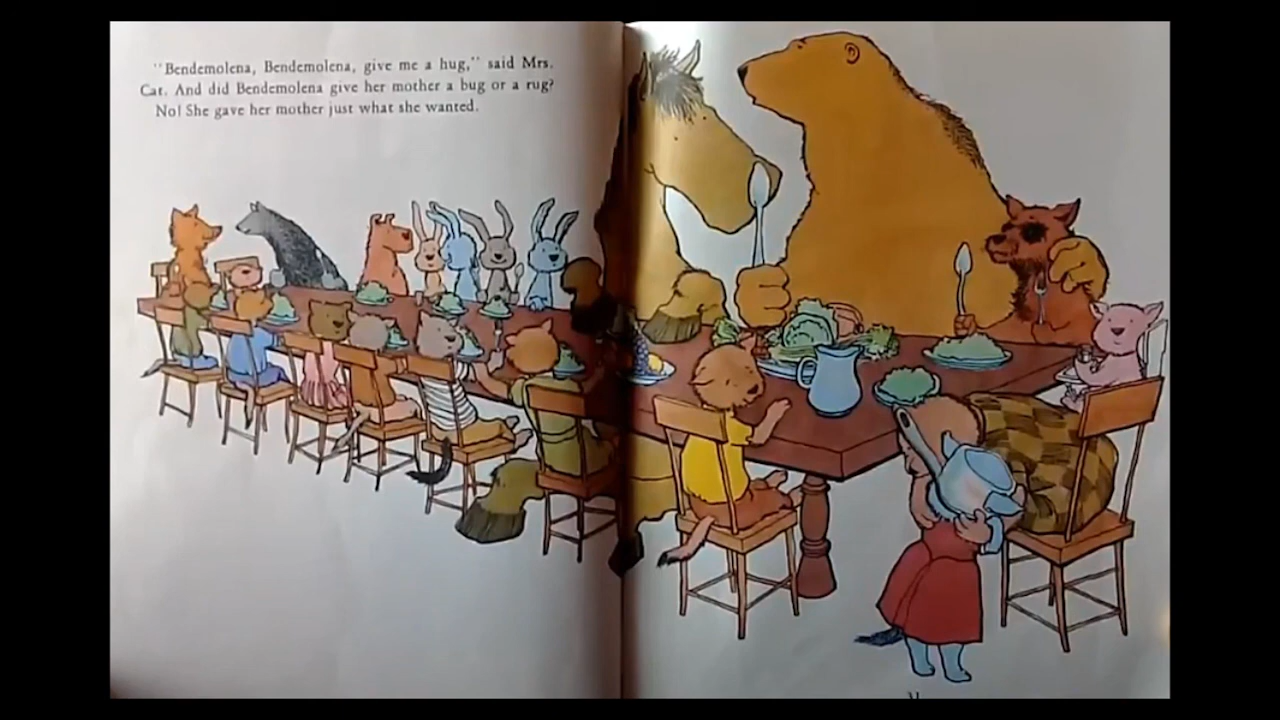 "Bendemolena, Bendemolena, give me a hug," said Mrs.
Cat. And did Bendemolena give her mother a bug or a rug?
No! She gave her mother just what she wanted.